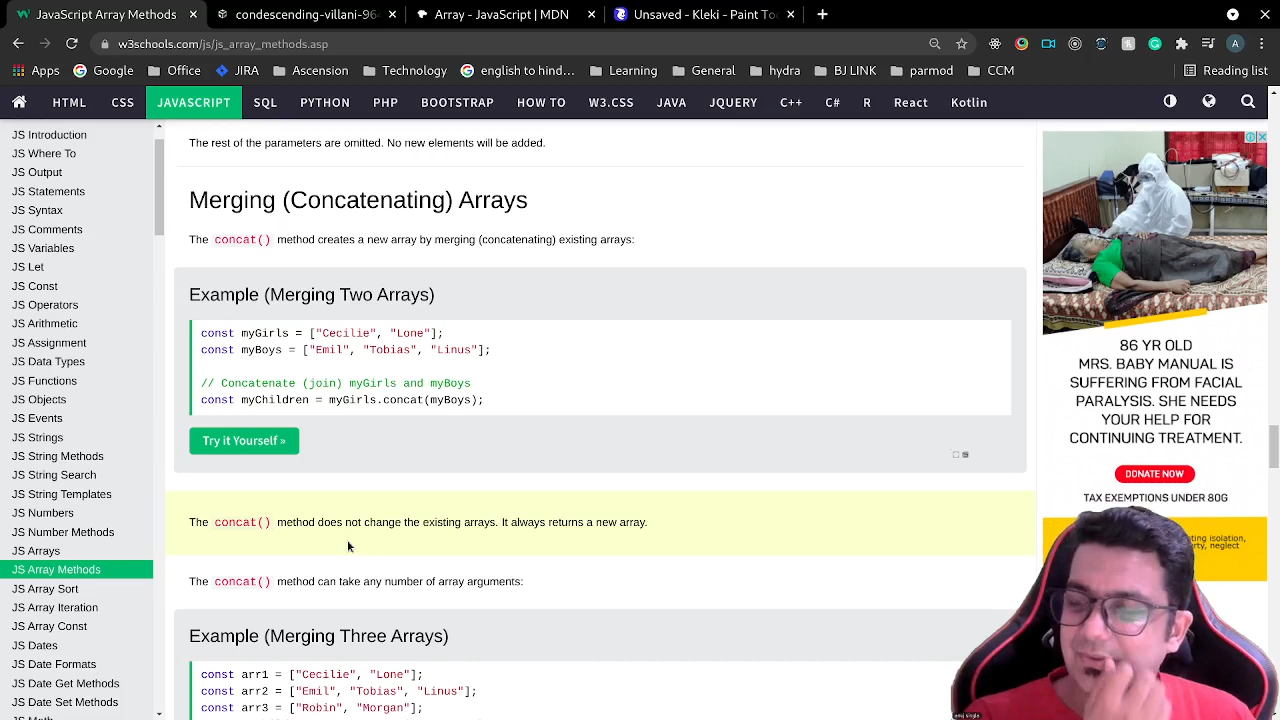 JavaScript Array Methods
condescending-villani-96
Array - JavaScript | MDN
Unsaved - Kleki - Paint Too
w3schools.com/js/js_array_methods.asp
A
Apps
Google
Office
JIRA
Ascension
Technology
english to hind...
Learning
General
hydra
BJ LINK
parmod
CCM
Reading list
HTML
CSS
JAVASCRIPT
SQL
PYTHON
PHP
BOOTSTRAP
HOW TO
W3.CSS
JAVA
JQUERY
C++
C#
R
React
Kotlin
JS Introduction
JS Where To
JS Output
JS Statements
JS Syntax
JS Comments
JS Variables
JS Let
JS Const
JS Operators
JS Arithmetic
JS Assignment
JS Data Types
JS Functions
JS Objects
JS Events
JS Strings
JS String Methods
JS String Search
JS String Templates
JS Numbers
JS Number Methods
JS Arrays
JS Array Methods
JS Array Sort
JS Array Iteration
JS Array Const
JS Dates
JS Date Formats
JS Date Get Methods
JS Date Set Methods
JS Math
The rest of the parameters are omitted. No new elements will be added.
Merging (Concatenating) Arrays
The concat() method creates a new array by merging (concatenating) existing arrays:
Example (Merging Two Arrays)
const myGirls = ["Cecilie", "Lone"];
const myBoys = ["Emil", "Tobias", "Linus"];
// Concatenate (join) myGirls and myBoys
const myChildren = myGirls.concat(myBoys);
Try it Yourself »
The concat() method does not change the existing arrays. It always returns a new array.
The concat() method can take any number of array arguments:
Example (Merging Three Arrays)
const arr1 = ["Cecilie", "Lone"];
const arr2 = ["Emil", "Tobias", "Linus"];
const arr3 = ["Robin", "Morgan"];
86 YR OLD
MRS. BABY MANUAL IS
SUFFERING FROM FACIAL
PARALYSIS. SHE NEEDS
YOUR HELP FOR
CONTINUING TREATMENT.
DONATE NOW
TAX EXEMPTIONS UNDER 80G
ting isolation,
rty, neglect